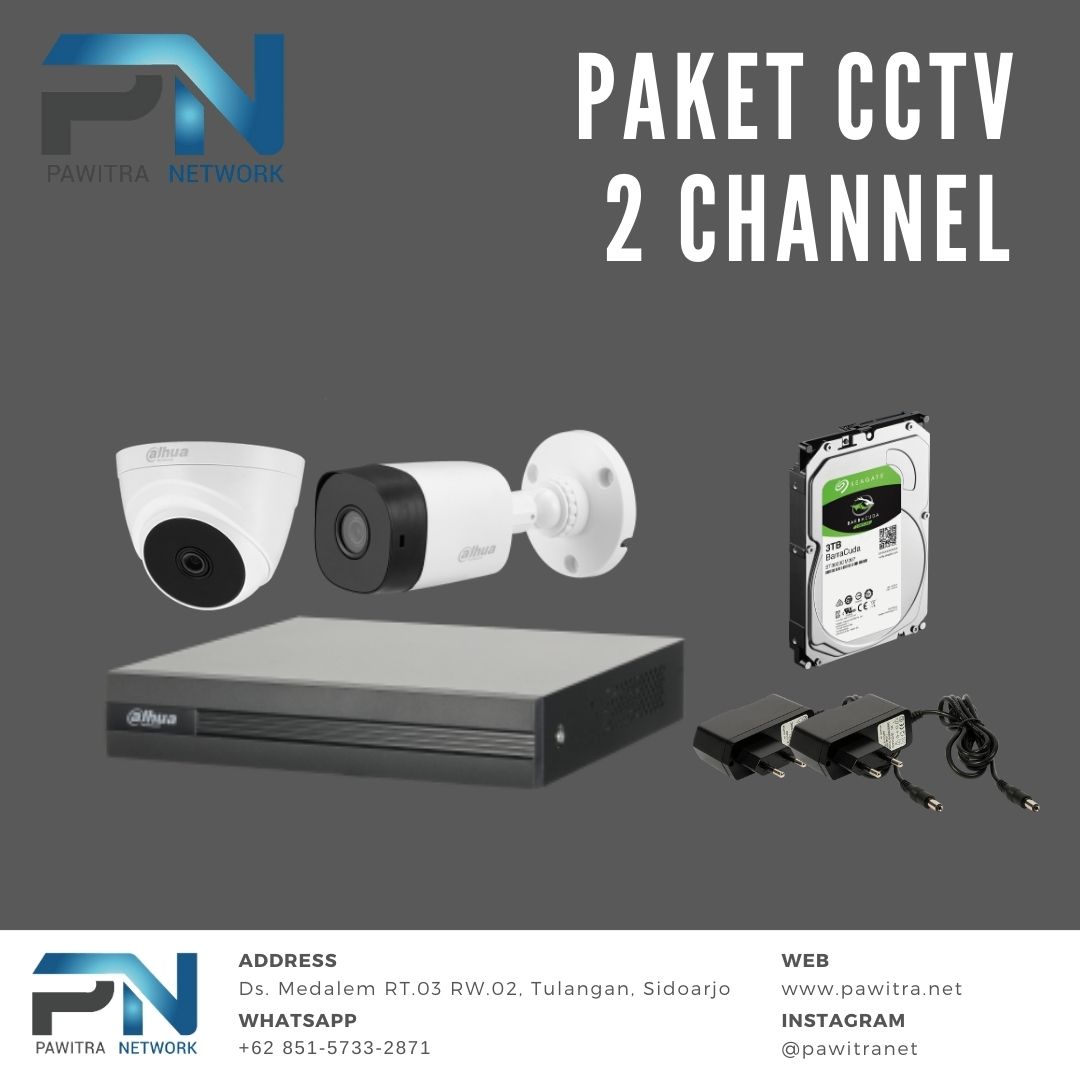 PAWITRA NETWORK
PAKET CCTV
2 CHANNEL
alhua
alhua
alhua
SEAGATE
BARRACUDA
3TB
BarraCuda
PAWITRA NETWORK
ADDRESS
Ds. Medalem RT.03 RW.02, Tulangan, Sidoarjo
WHATSAPP
+62 851-5733-2871
WEB
www.pawitra.net
INSTAGRAM
@pawitranet